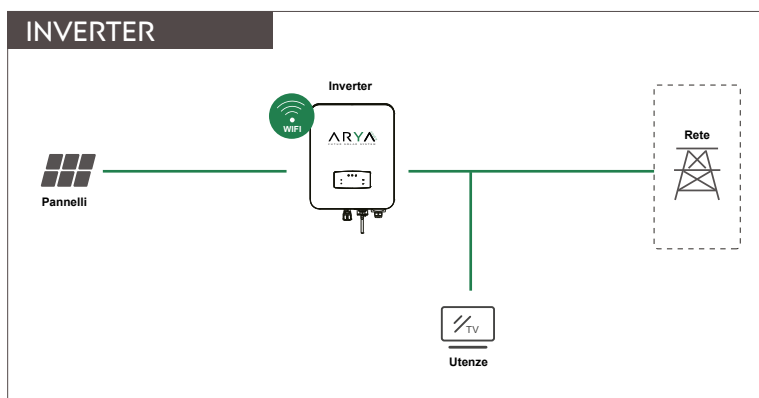 INVERTER
Inverter
WIFI
ARYA
Rete
Pannelli
TV
Utenze